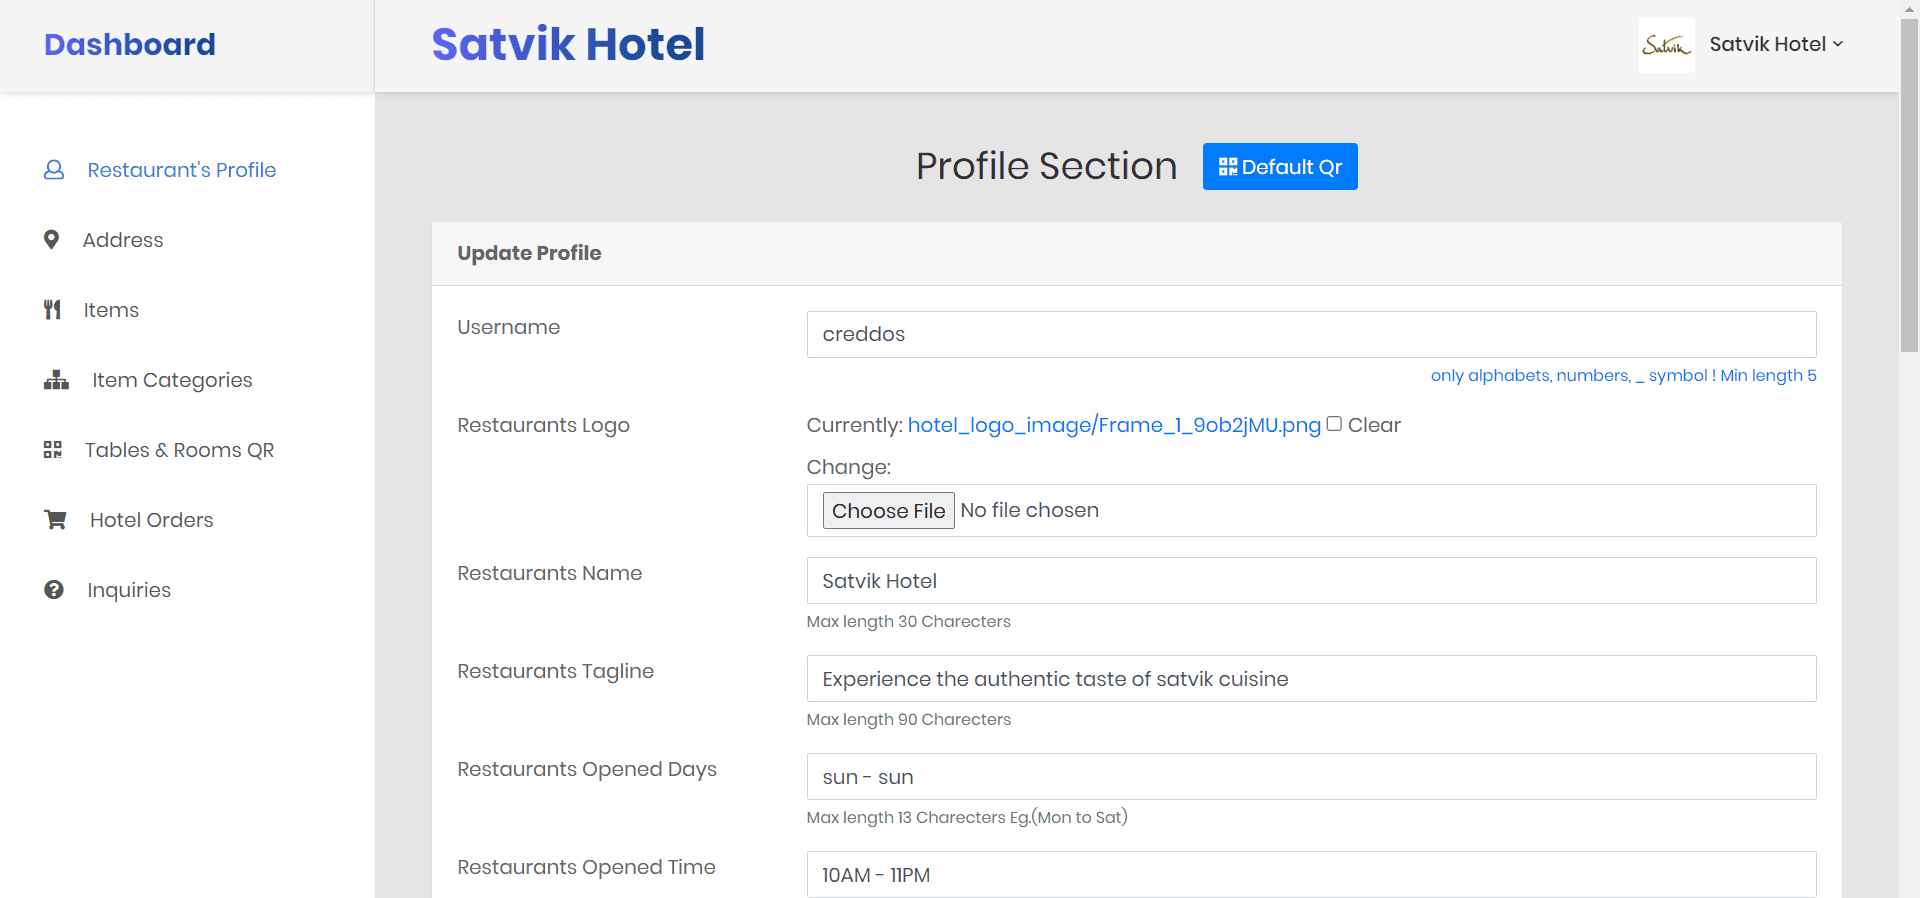 Dashboard
Satvik Hotel
Satvik
Satvik Hotel
Restaurant's Profile
Address
Items
Item Categories
Tables & Rooms QR
Hotel Orders
Inquiries
Profile Section
Default Qr
Update Profile
Username
creddos
only alphabets, numbers, _ symbol ! Min length 5
Restaurants Logo
Currently: hotel_logo_image/Frame_1_9ob2jMU.png Clear
Change:
Choose File No file chosen
Restaurants Name
Satvik Hotel
Max length 30 Charecters
Restaurants Tagline
Experience the authentic taste of satvik cuisine
Max length 90 Charecters
Restaurants Opened Days
sun - sun
Max length 13 Charecters Eg.(Mon to Sat)
Restaurants Opened Time
10AM - 11PM